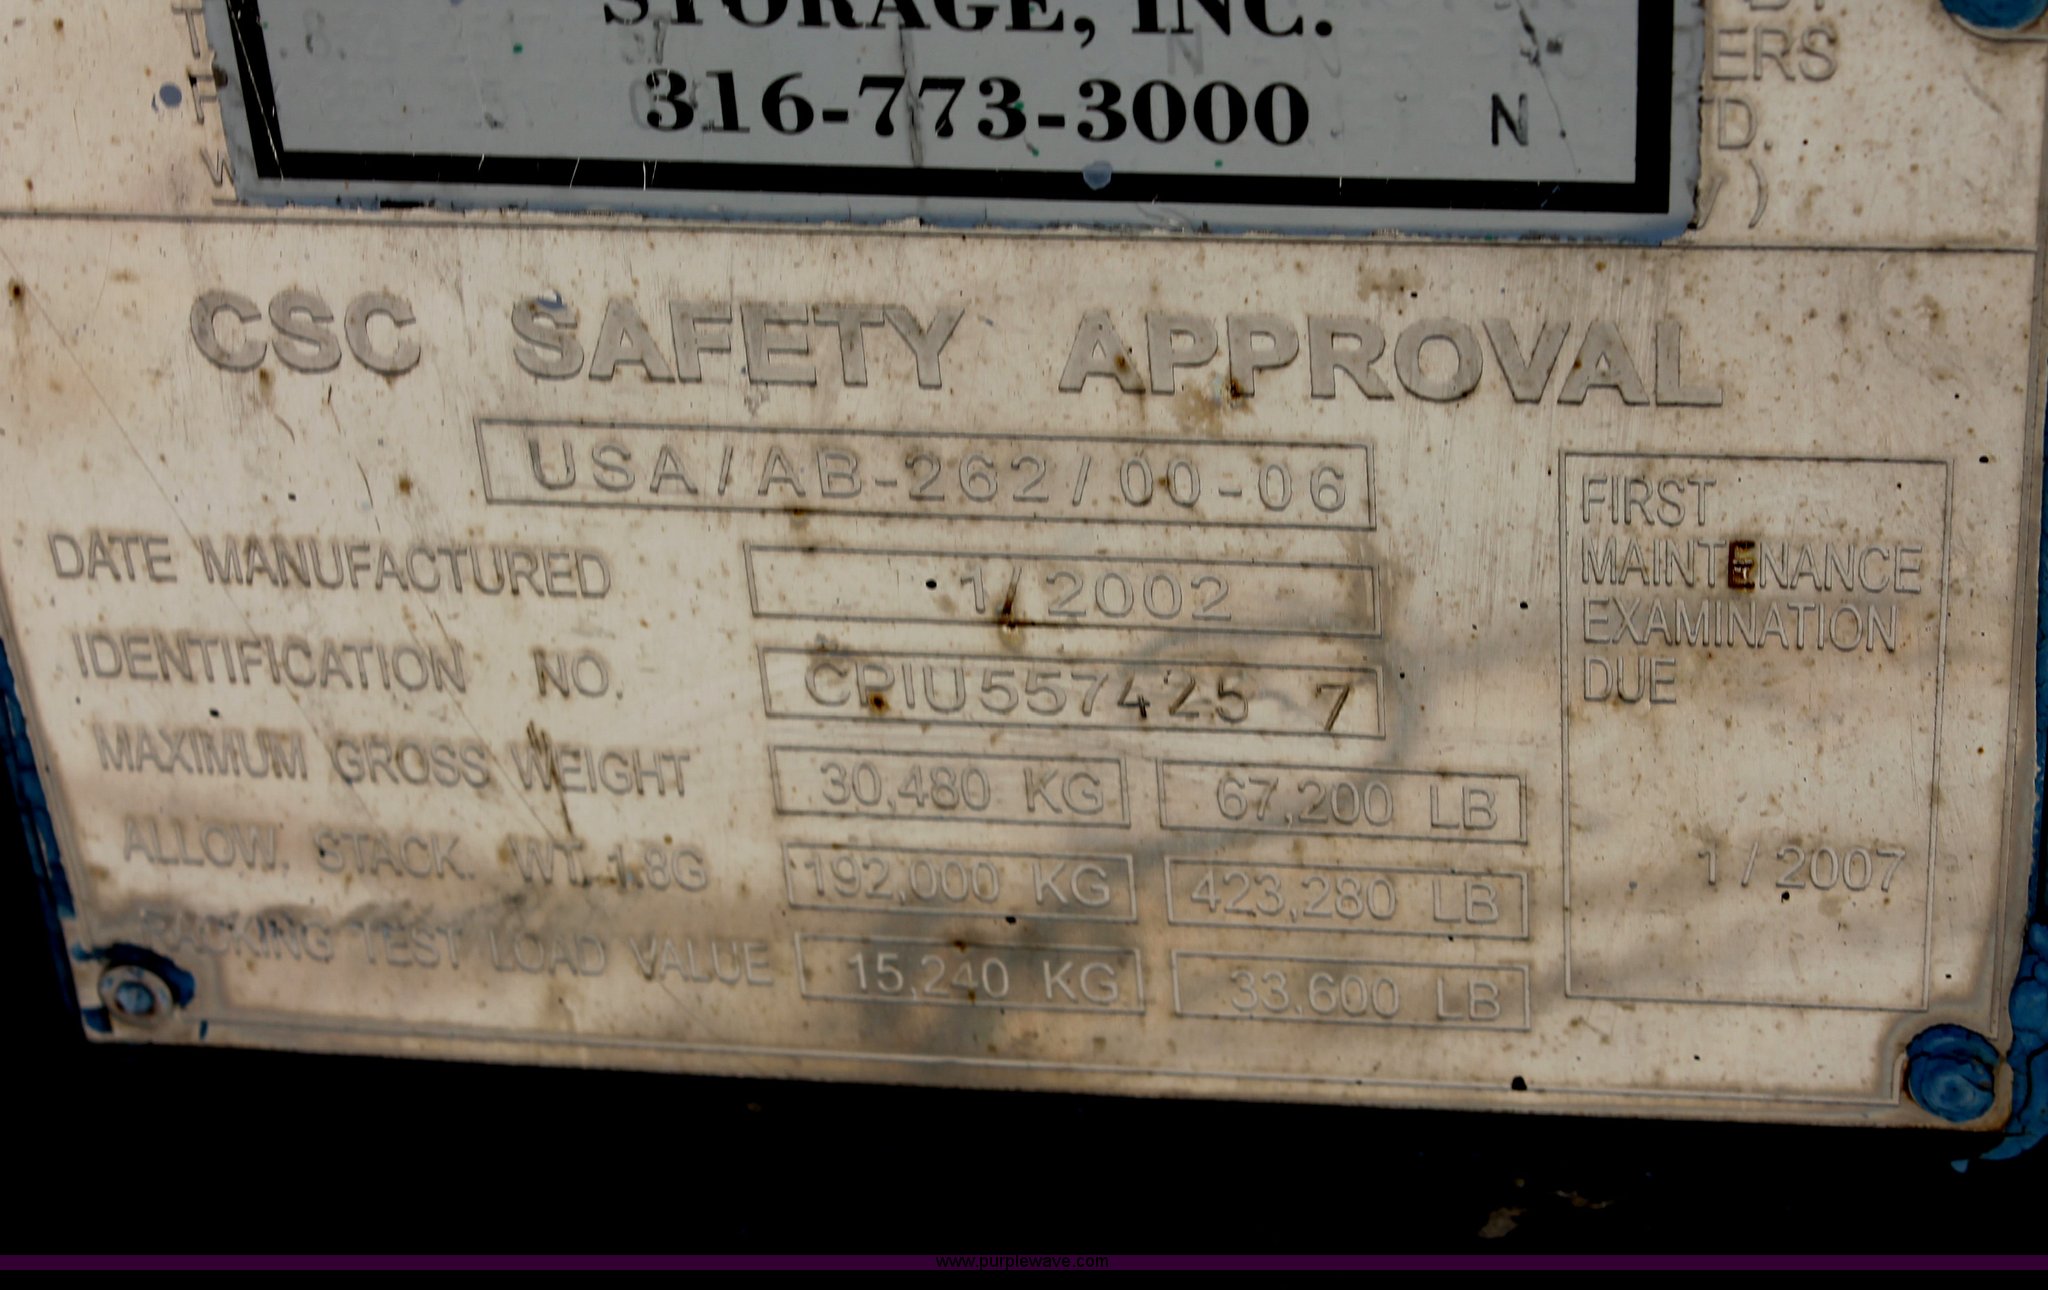 STORAGE, INC.
316-773-3000
N
ERS
D.
)
CSC SAFETY APPROVAL
USA/AB-262/00-06
DATE MANUFACTURED 1/2002
IDENTIFICATION NO. CPIU557425 7
MAXIMUM GROSS WEIGHT 30,480 KG 67,200 LB
ALLOW. STACK. WT. 1.8G 192,000 KG 423,280 LB
RACKING TEST LOAD VALUE 15,240 KG 33,600 LB
FIRST
MAINTENANCE
EXAMINATION
DUE
1/2007
www.purplewave.com